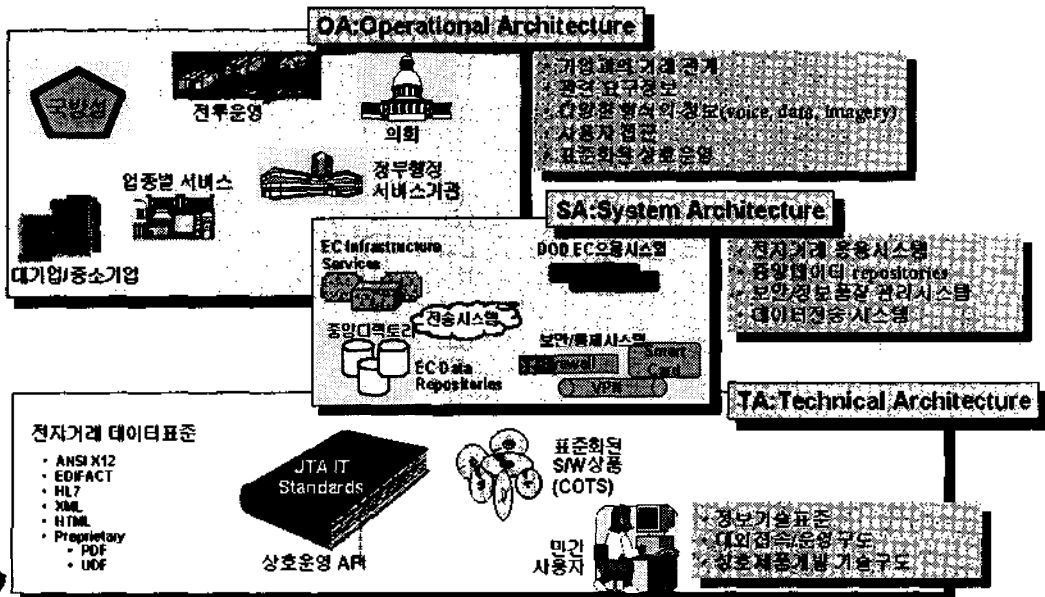 OA:Operational Architecture
국방성
전투운영
의회
업종별 서비스
정부행정
서비스기관
대기업/중소기업
기업과의 거래 관계
관련 요구정보
다양한 형식의 정보(voice, data, imagery)
사용자 접근
표준화된 상호운영
SA:System Architecture
EC Infrastructure
Services
DOD EC응용시스템
전송시스템
중앙디렉토리
EC Data
Repositories
보안/통제시스템
Smart
Card
VPN
전자거래 응용시스템
중앙데이터 repositories
보안/정보품질 관리시스템
데이터전송 시스템
TA:Technical Architecture
전자거래 데이터표준
• ANSI X12
• EDIFACT
• HL7
• XML
• HTML
• Proprietary
• PDF
• UDF
JTA IT
Standards
상호운영 API
표준화된
S/W상품
(COTS)
민간
사용자
정보기술표준
대외접속/운영구도
상호제품개발 기술구도